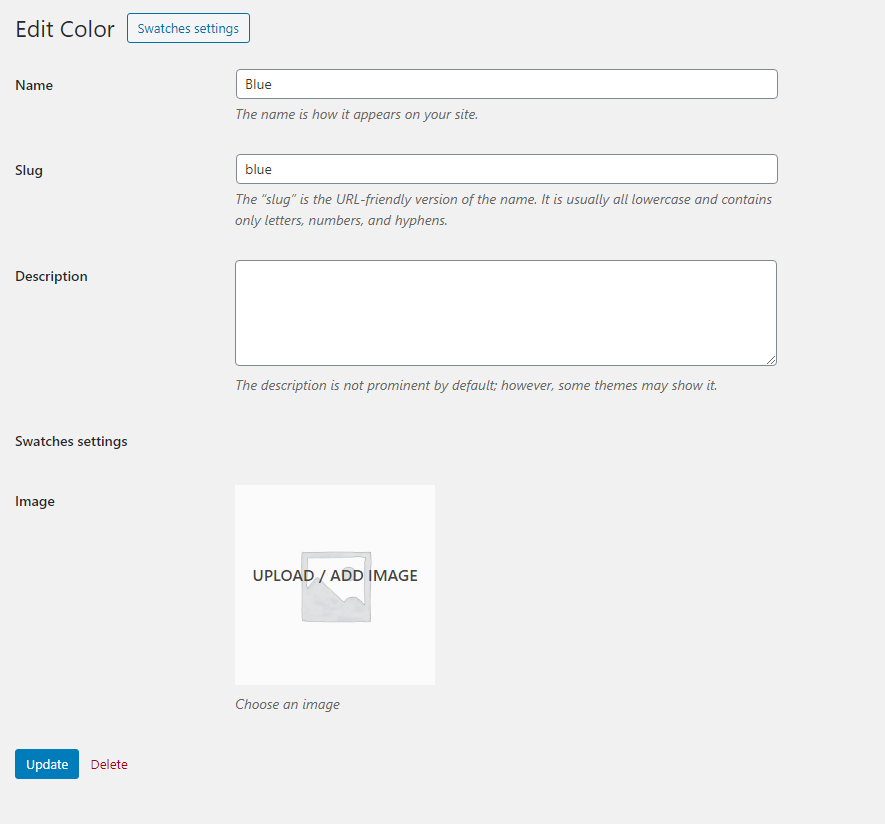 Edit Color
Swatches settings
Name
Blue
The name is how it appears on your site.
Slug
blue
The “slug” is the URL-friendly version of the name. It is usually all lowercase and contains
only letters, numbers, and hyphens.
Description
The description is not prominent by default; however, some themes may show it.
Swatches settings
Image
UPLOAD / ADD IMAGE
Choose an image
Update
Delete